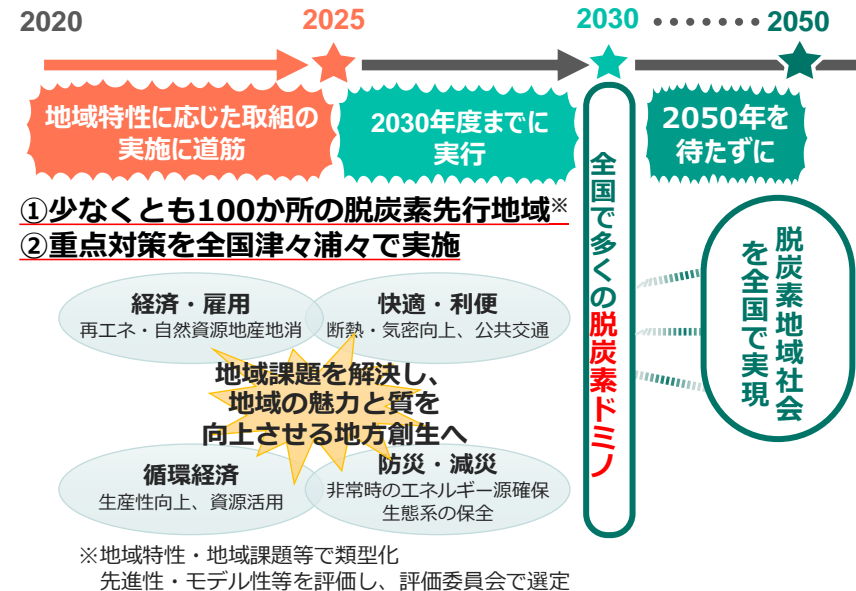 2020
2025
2030 ・・・・・・・ 2050
地域特性に応じた取組の
実施に道筋
2030年度までに
実行
2050年を
待たずに
①少なくとも100か所の脱炭素先行地域※
②重点対策を全国津々浦々で実施
経済・雇用
再エネ・自然資源地産地消
快適・利便
断熱・気密向上、公共交通
地域課題を解決し、
地域の魅力と質を
向上させる地方創生へ
循環経済
生産性向上、資源活用
防災・減災
非常時のエネルギー源確保
生態系の保全
※地域特性・地域課題等で類型化
先進性・モデル性等を評価し、評価委員会で選定
全国で多くの脱炭素ドミノ
脱炭素地域社会
を全国で実現